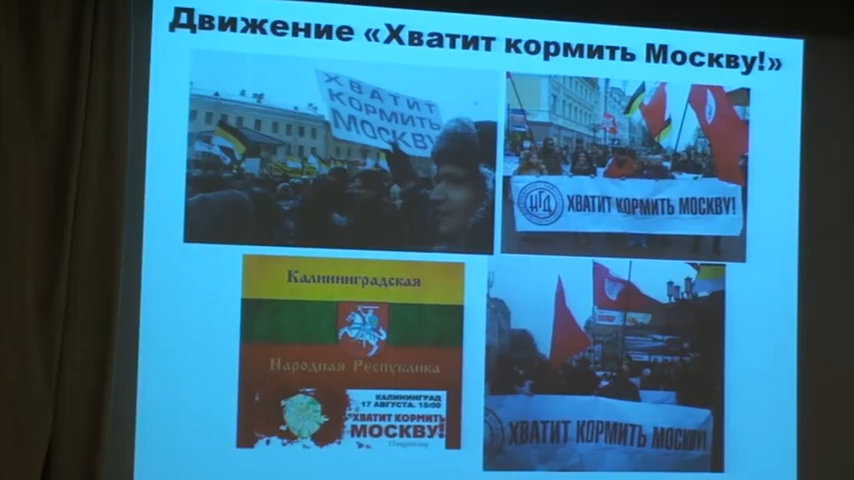 Движение «Хватит кормить Москву!»
ХВАТИТ
КОРМИТЬ
МОСКВУ
НГД
ХВАТИТ КОРМИТЬ МОСКВУ!
Калининградская
Народная Республика
КАЛИНИНГРАД
17 АВГУСТА. 15:00
"ХВАТИТ КОРМИТЬ
МОСКВУ!
ХВАТИТ КОРМИТЬ МОСКВУ!